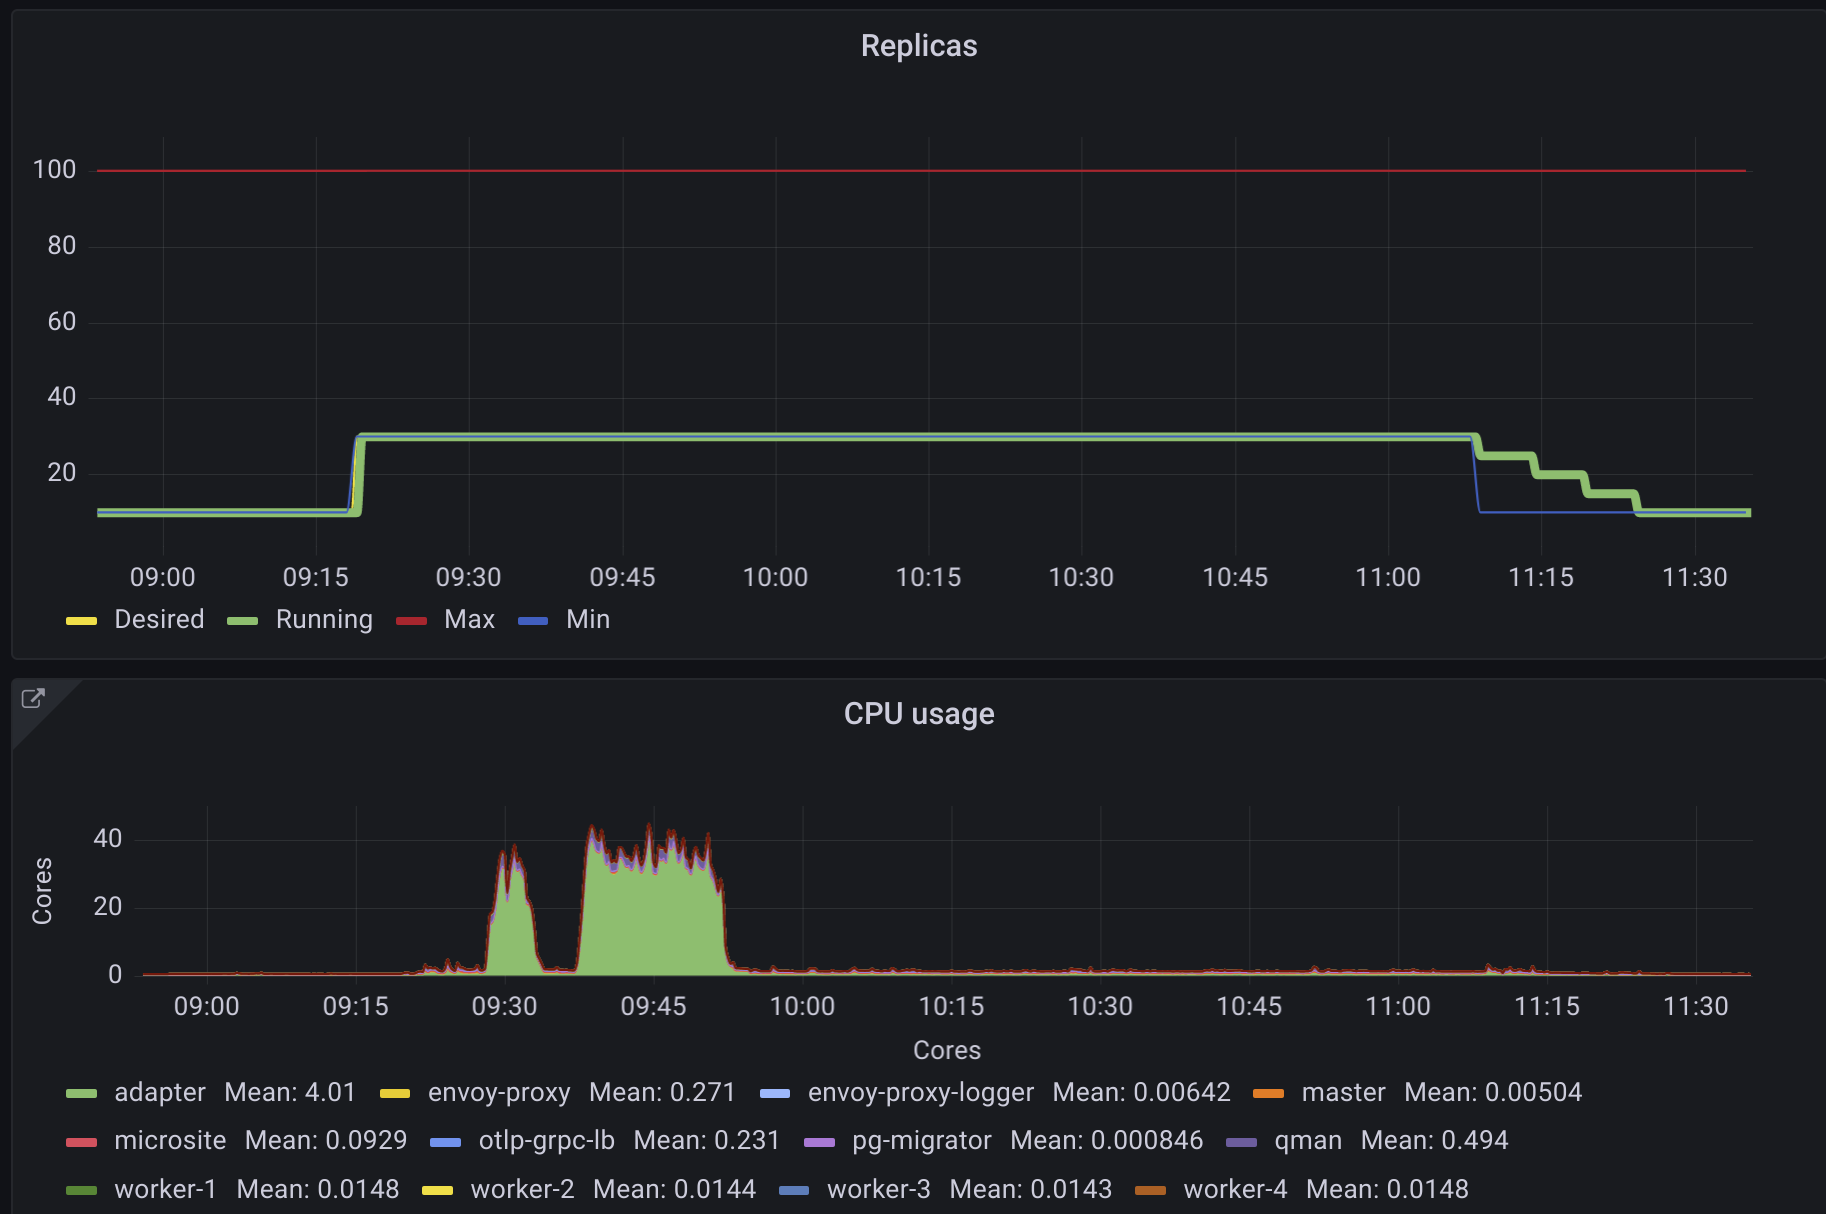 Replicas
100
80
60
40
20
09:00 09:15 09:30 09:45 10:00 10:15 10:30 10:45 11:00 11:15 11:30
Desired Running Max Min
CPU usage
Cores
40
20
0
09:00 09:15 09:30 09:45 10:00 10:15 10:30 10:45 11:00 11:15 11:30
Cores
adapter Mean: 4.01 envoy-proxy Mean: 0.271 envoy-proxy-logger Mean: 0.00642 master Mean: 0.00504
microsite Mean: 0.0929 otlp-grpc-lb Mean: 0.231 pg-migrator Mean: 0.000846 qman Mean: 0.494
worker-1 Mean: 0.0148 worker-2 Mean: 0.0144 worker-3 Mean: 0.0143 worker-4 Mean: 0.0148